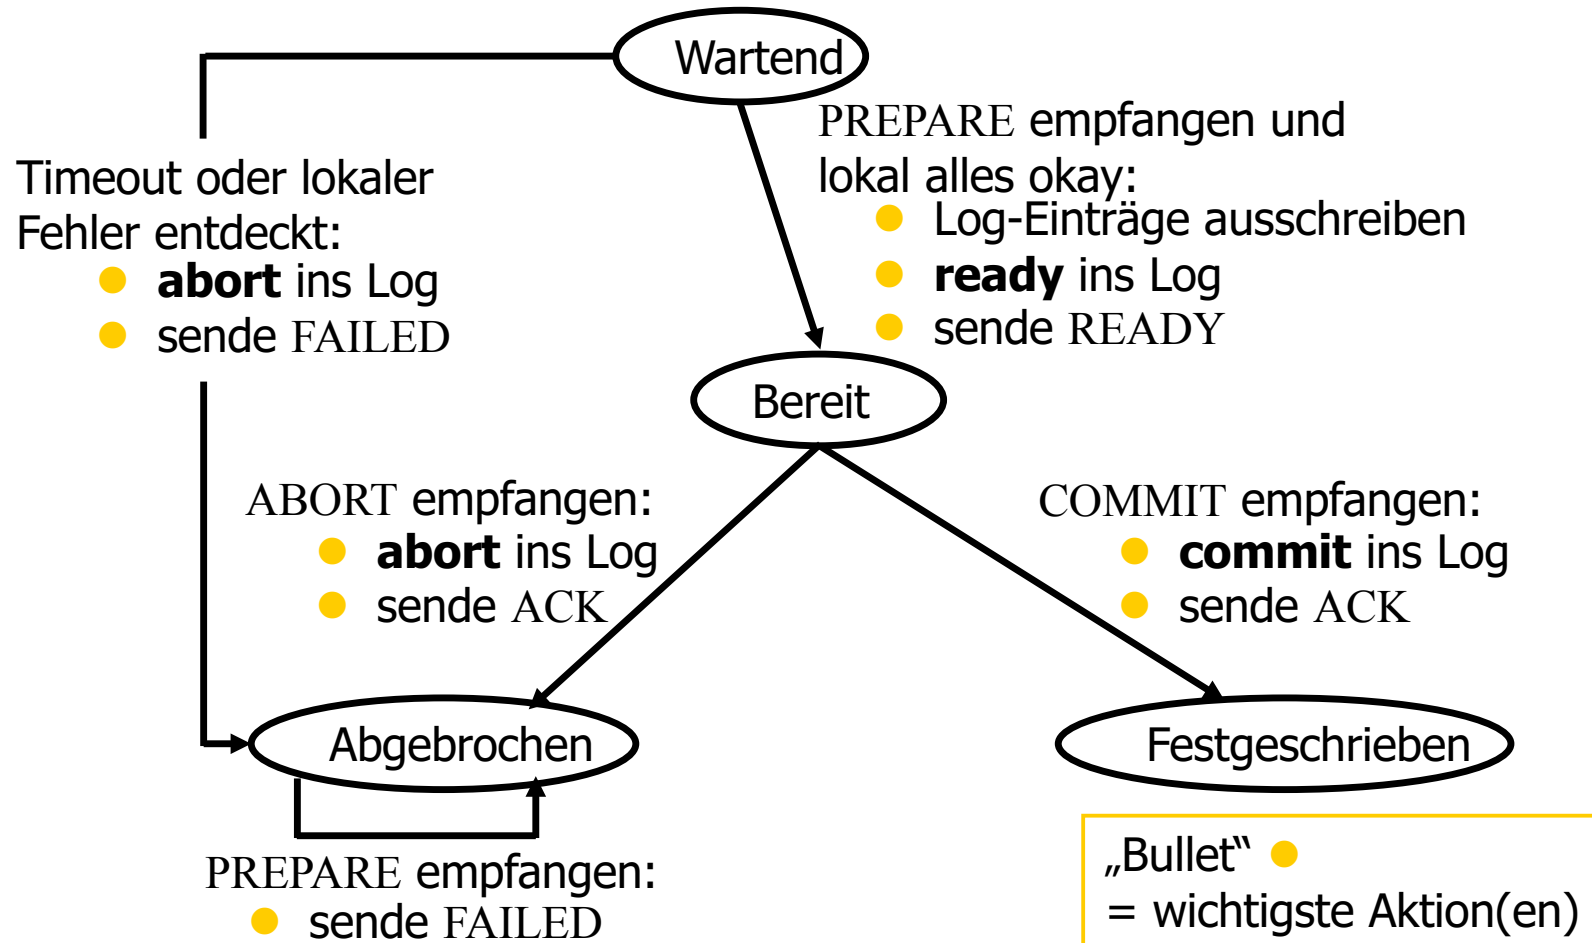 Wartend
PREPARE empfangen und
lokal alles okay:
● Log-Einträge ausschreiben
● ready ins Log
● sende READY
Timeout oder lokaler
Fehler entdeckt:
● abort ins Log
● sende FAILED
Bereit
ABORT empfangen:
● abort ins Log
● sende ACK
COMMIT empfangen:
● commit ins Log
● sende ACK
Abgebrochen
Festgeschrieben
PREPARE empfangen:
● sende FAILED
„Bullet“ ●
= wichtigste Aktion(en)